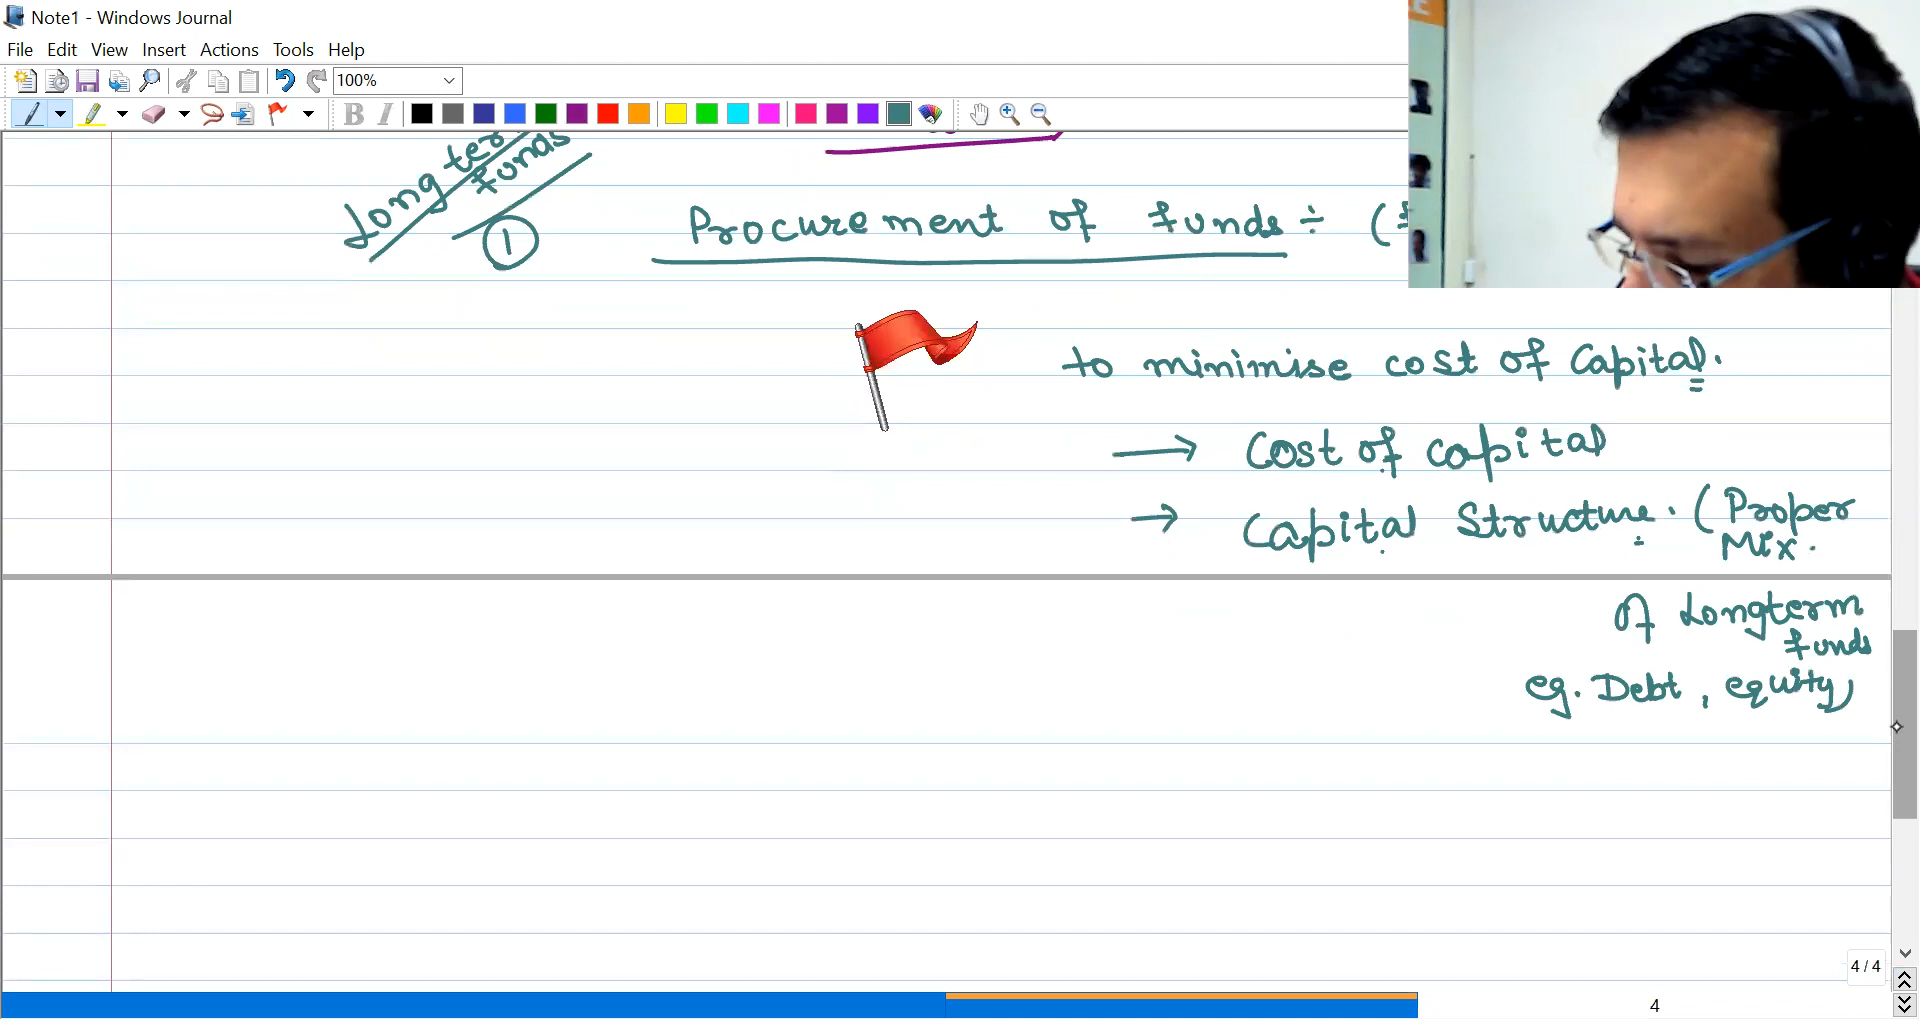 Note1 - Windows Journal
File Edit View Insert Actions Tools Help
100%
B I
Long ter
funds
1 Procurement of funds ÷ (
to minimise cost of Capital.
→ Cost of capital
→ Capital Structure. (Proper
Mix.
of Longterm
funds
eg. Debt, equity)
4 / 4
4